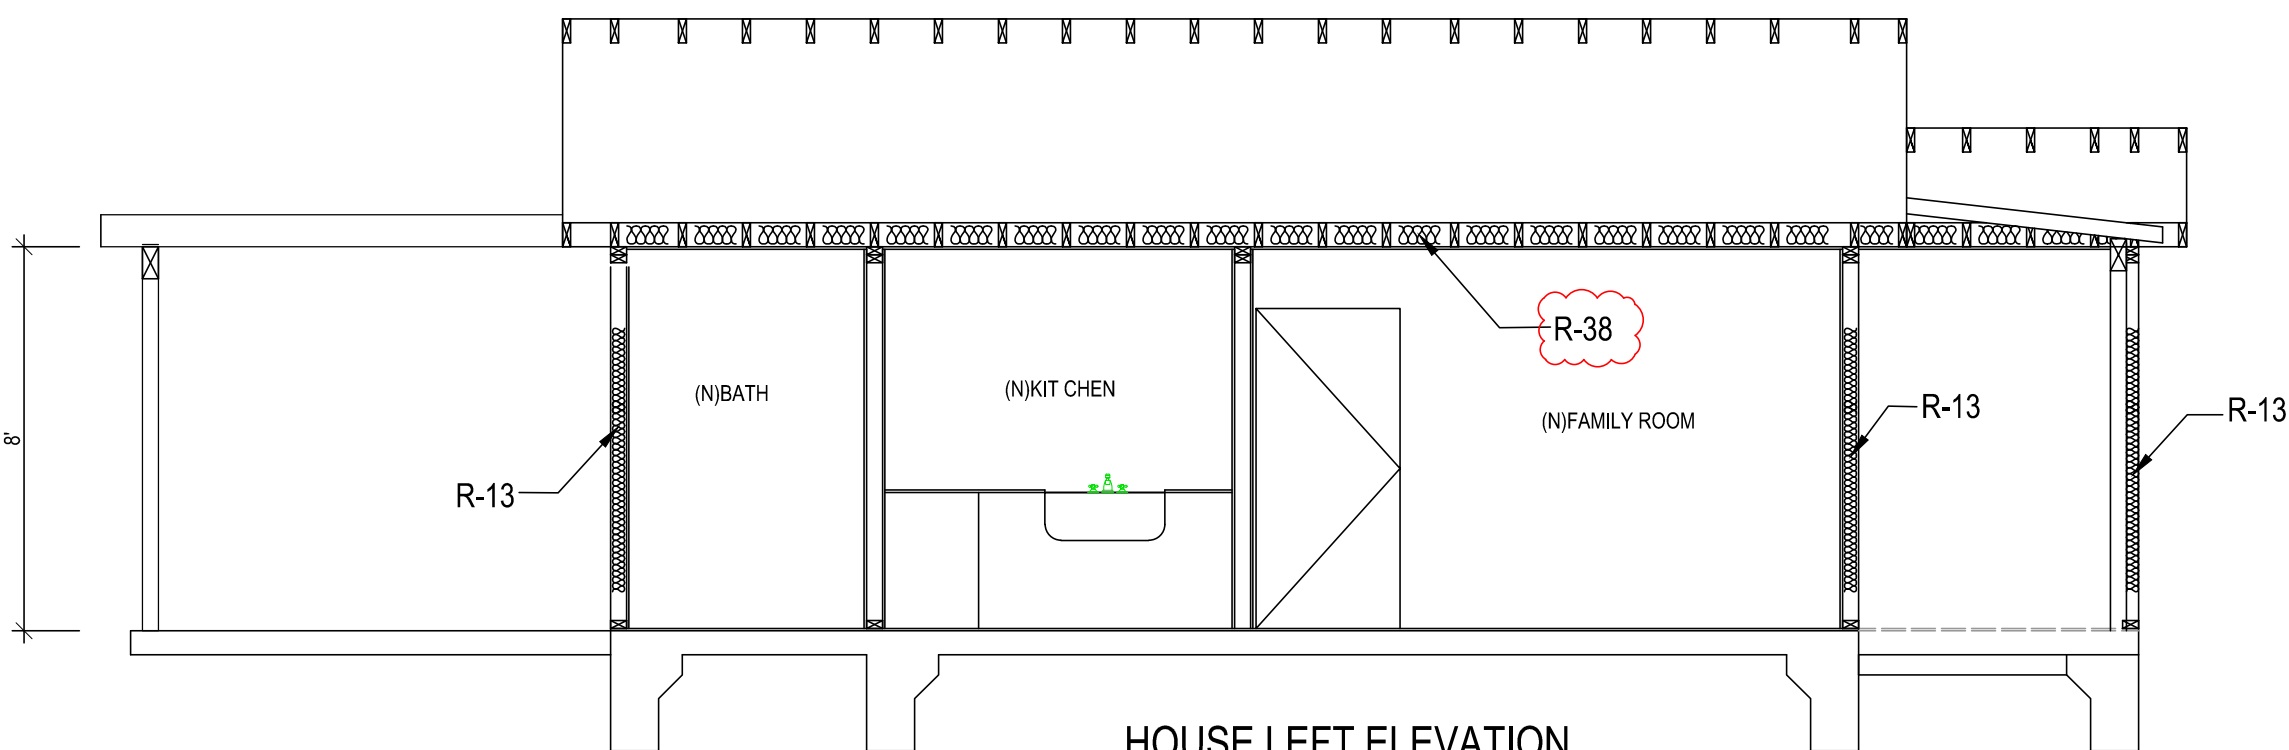 R-38
(N)BATH
(N)KIT CHEN
(N)FAMILY ROOM
R-13
R-13
8'
R-13
HOUSE LEFT ELEVATION